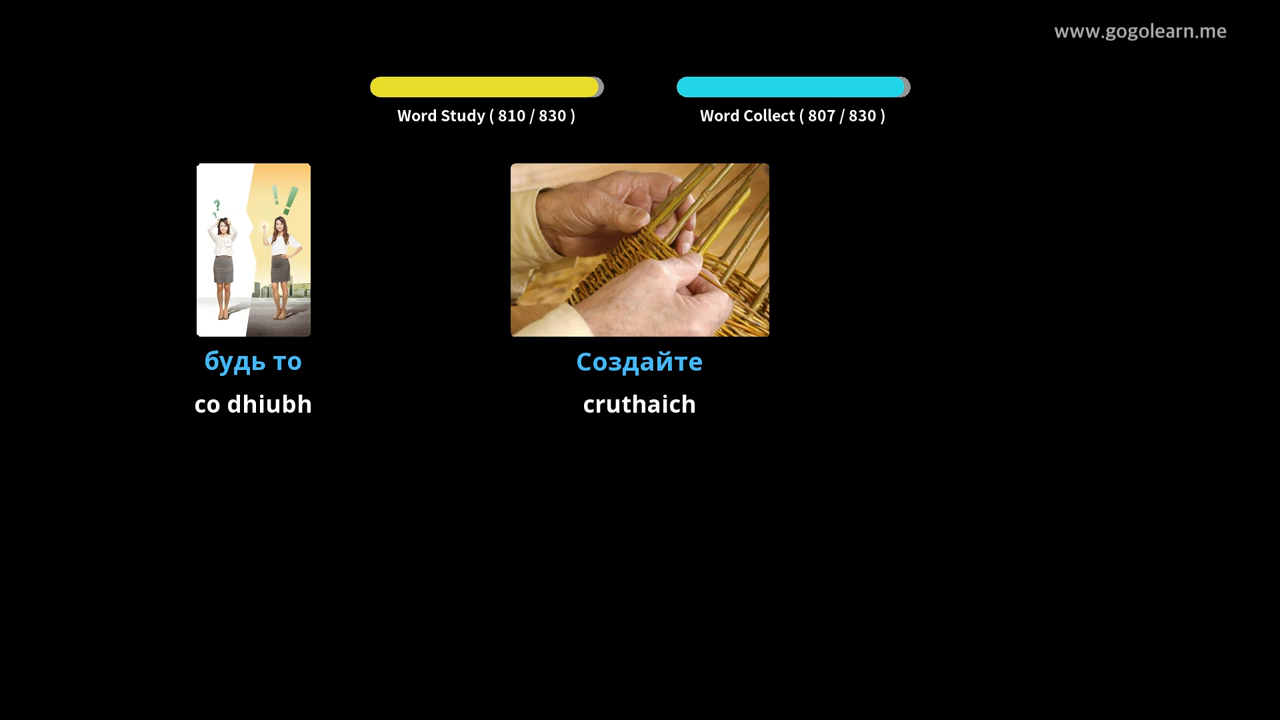 www.gogolearn.me
Word Study ( 810 / 830 )
Word Collect ( 807 / 830 )
будь то
co dhiubh
Создайте
cruthaich